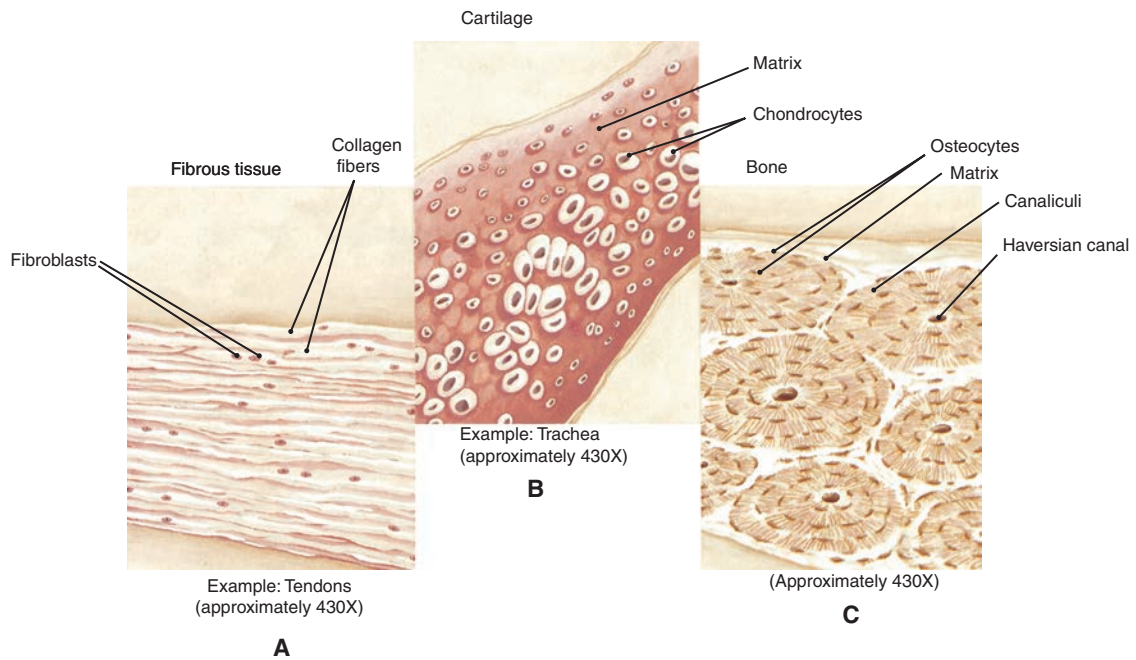 Cartilage
Matrix
Chondrocytes
Collagen
fibers
Fibrous tissue
Fibroblasts
Bone
Osteocytes
Matrix
Canaliculi
Haversian canal
Example: Trachea
(approximately 430X)
B
Example: Tendons
(approximately 430X)
A
(Approximately 430X)
C